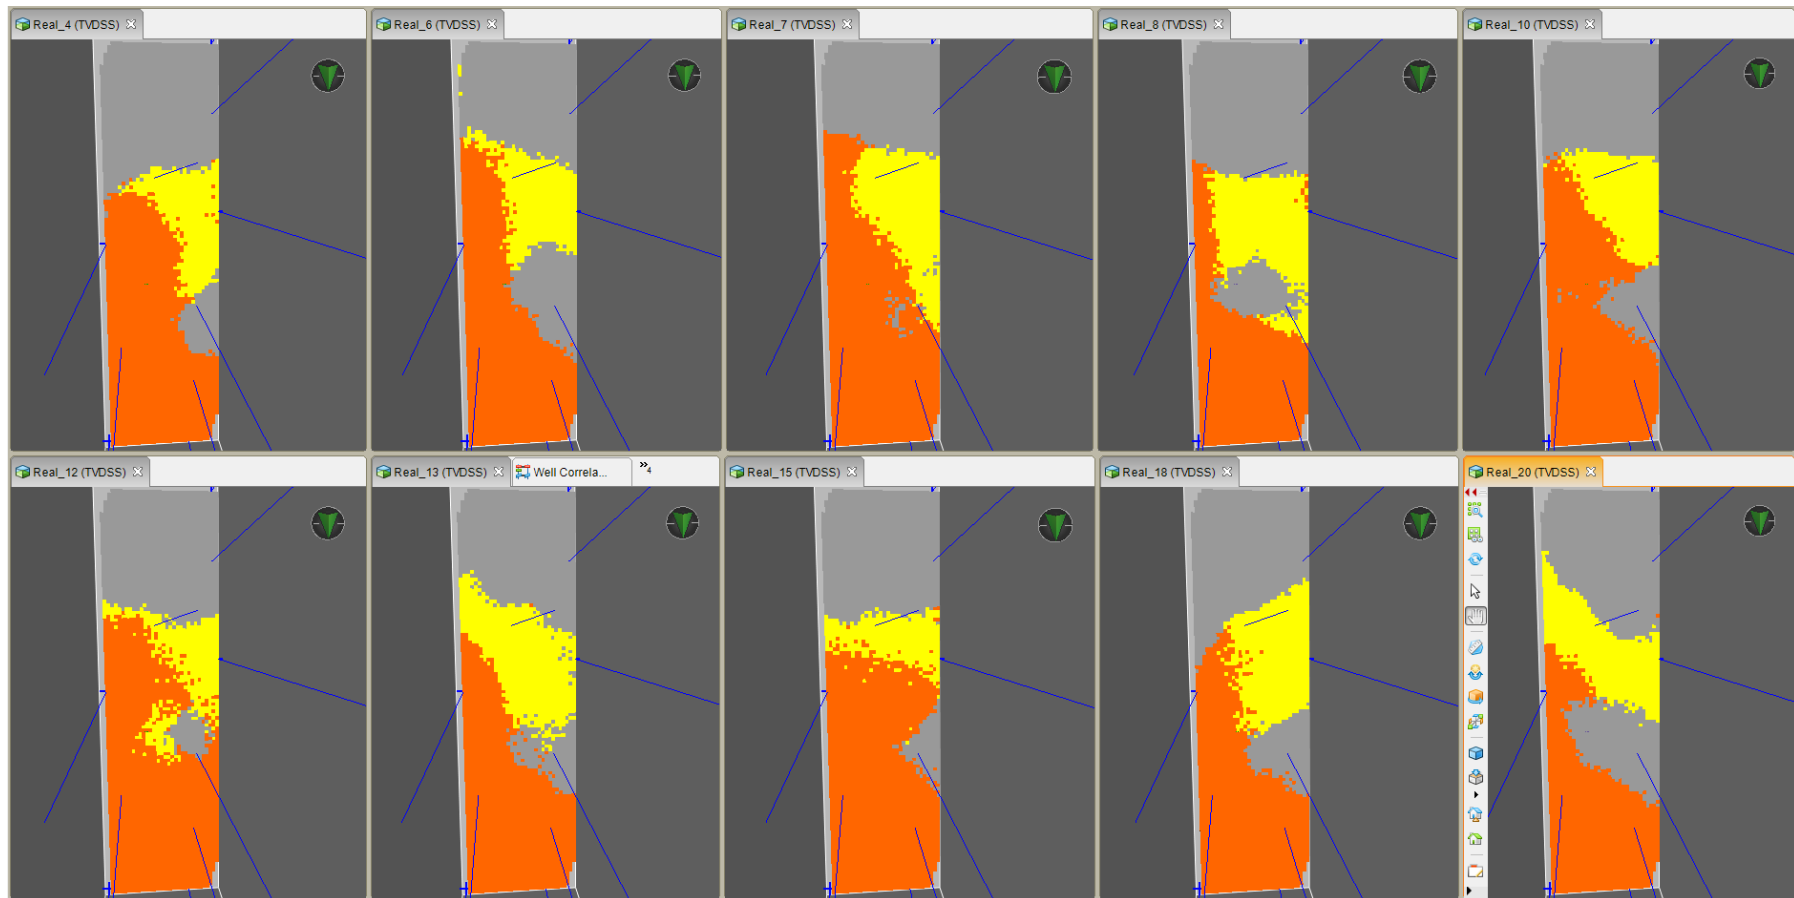 Real_4 (TVDSS)
Real_6 (TVDSS)
Real_7 (TVDSS)
Real_8 (TVDSS)
Real_10 (TVDSS)
Real_12 (TVDSS)
Real_13 (TVDSS) Well Correla... »4
Real_15 (TVDSS)
Real_18 (TVDSS)
Real_20 (TVDSS)